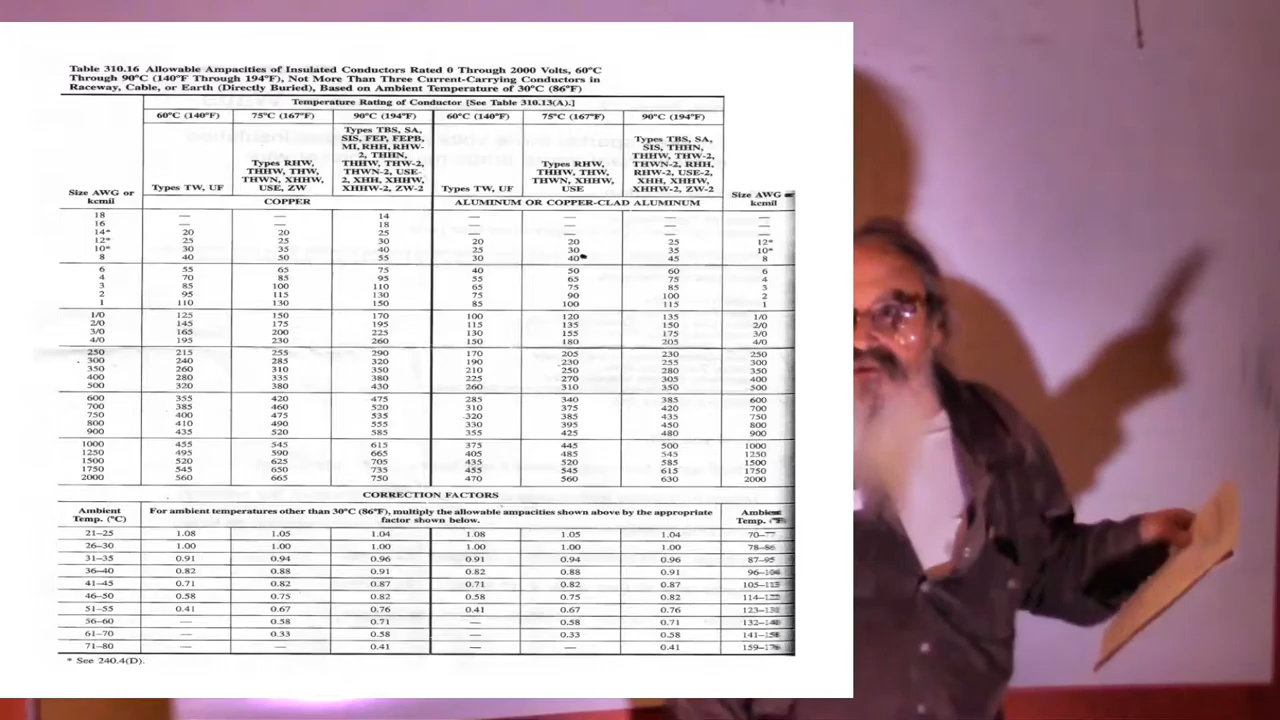 Table 310.16 Allowable Ampacities of Insulated Conductors Rated 0 Through 2000 Volts, 60°C
Through 90°C (140°F Through 194°F), Not More Than Three Current-Carrying Conductors in
Raceway, Cable, or Earth (Directly Buried), Based on Ambient Temperature of 30°C (86°F)
Temperature Rating of Conductor [See Table 310.13(A).]
60°C (140°F) 75°C (167°F) 90°C (194°F) 60°C (140°F) 75°C (167°F) 90°C (194°F)
Size AWG or
kcmil
Types TW, UF
Types RHW,
THHW, THW,
THWN, XHHW,
USE, ZW
Types TBS, SA,
SIS, FEP, FEPB,
MI, RHH, RHW-
2, THHN,
THHW, THW-2,
THWN-2, USE-
2, XHH, XHHW,
XHHW-2, ZW-2
Types TW, UF
Types RHW,
THHW, THW,
THWN, XHHW,
USE
Types TBS, SA,
SIS, THHN,
THHW, THW-2,
THWN-2, RHH,
RHW-2, USE-2,
XHH, XHHW,
XHHW-2, ZW-2
Size AWG
kcmil
COPPER ALUMINUM OR COPPER-CLAD ALUMINUM
18 — — 14 — — — —
16 — — 18 — — — —
14* 20 20 25 — — — —
12* 25 25 30 20 20 25 12*
10* 30 35 40 25 30 35 10*
8 40 50 55 30 40 45 8
6 55 65 75 40 50 60 6
4 70 85 95 55 65 75 4
3 85 100 110 65 75 85 3
2 95 115 130 75 90 100 2
1 110 130 150 85 100 115 1
1/0 125 150 170 100 120 135 1/0
2/0 145 175 195 115 135 150 2/0
3/0 165 200 225 130 155 175 3/0
4/0 195 230 260 150 180 205 4/0
250 215 255 290 170 205 230 250
300 240 285 320 190 230 255 300
350 260 310 350 210 250 280 350
400 280 335 380 225 270 305 400
500 320 380 430 260 310 350 500
600 355 420 475 285 340 385 600
700 385 460 520 310 375 420 700
750 400 475 535 320 385 435 750
800 410 490 555 330 395 450 800
900 435 520 585 355 425 480 900
1000 455 545 615 375 445 500 1000
1250 495 590 665 405 485 545 1250
1500 520 625 705 435 520 585 1500
1750 545 650 735 455 545 615 1750
2000 560 665 750 470 560 630 2000
CORRECTION FACTORS
Ambient
Temp. (°C)
For ambient temperatures other than 30°C (86°F), multiply the allowable ampacities shown above by the appropriate
factor shown below.
Ambient
Temp.
21–25 1.08 1.05 1.04 1.08 1.05 1.04
26–30 1.00 1.00 1.00 1.00 1.00 1.00 78–86
31–35 0.91 0.94 0.96 0.91 0.94 0.96 87–95
36–40 0.82 0.88 0.91 0.82 0.88 0.91
41–45 0.71 0.82 0.87 0.71 0.82 0.87
46–50 0.58 0.75 0.82 0.58 0.75 0.82
51–55 0.41 0.67 0.76 0.41 0.67 0.76
56–60 — 0.58 0.71 — 0.58 0.71
61–70 — 0.33 0.58 — 0.33 0.58
71–80 — — 0.41 — — 0.41
* See 240.4(D).